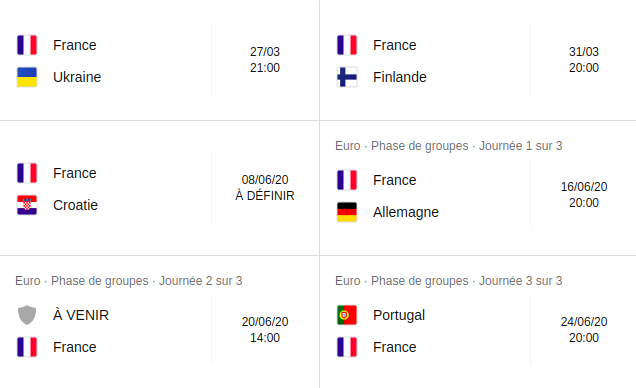 France
Ukraine
27/03
21:00
France
Finlande
31/03
20:00
France
Croatie
08/06/20
À DÉFINIR
Euro · Phase de groupes · Journée 1 sur 3
France
Allemagne
16/06/20
20:00
Euro · Phase de groupes · Journée 2 sur 3
À VENIR
France
20/06/20
14:00
Euro · Phase de groupes · Journée 3 sur 3
Portugal
France
24/06/20
20:00